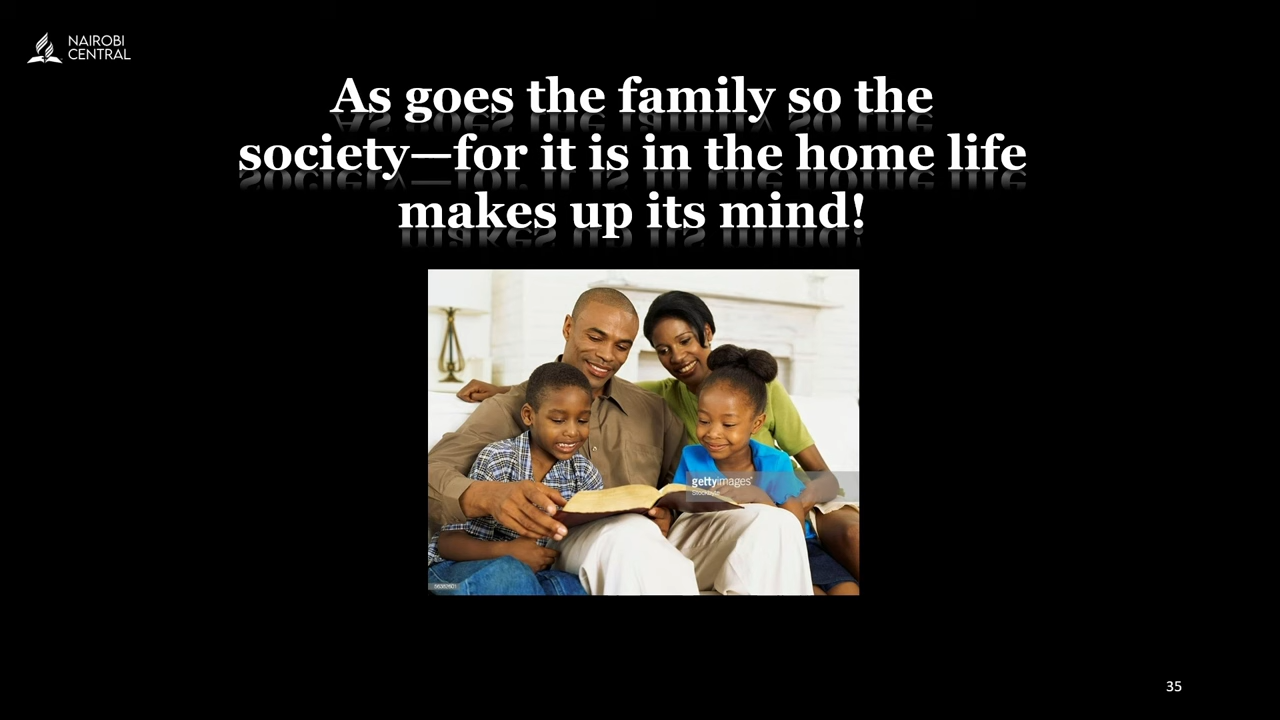 NAIROBI
CENTRAL
As goes the family so the
society—for it is in the home life
makes up its mind!
gettyimages®
Stockbyte
35